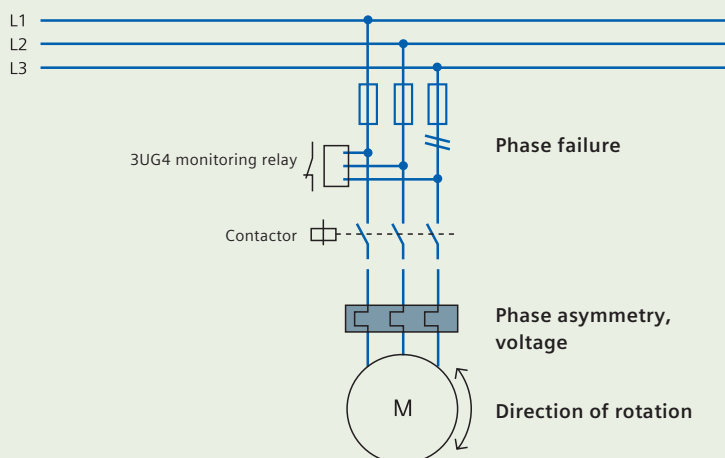 L1
L2
L3
Phase failure
3UG4 monitoring relay
Contactor
Phase asymmetry,
voltage
M
Direction of rotation